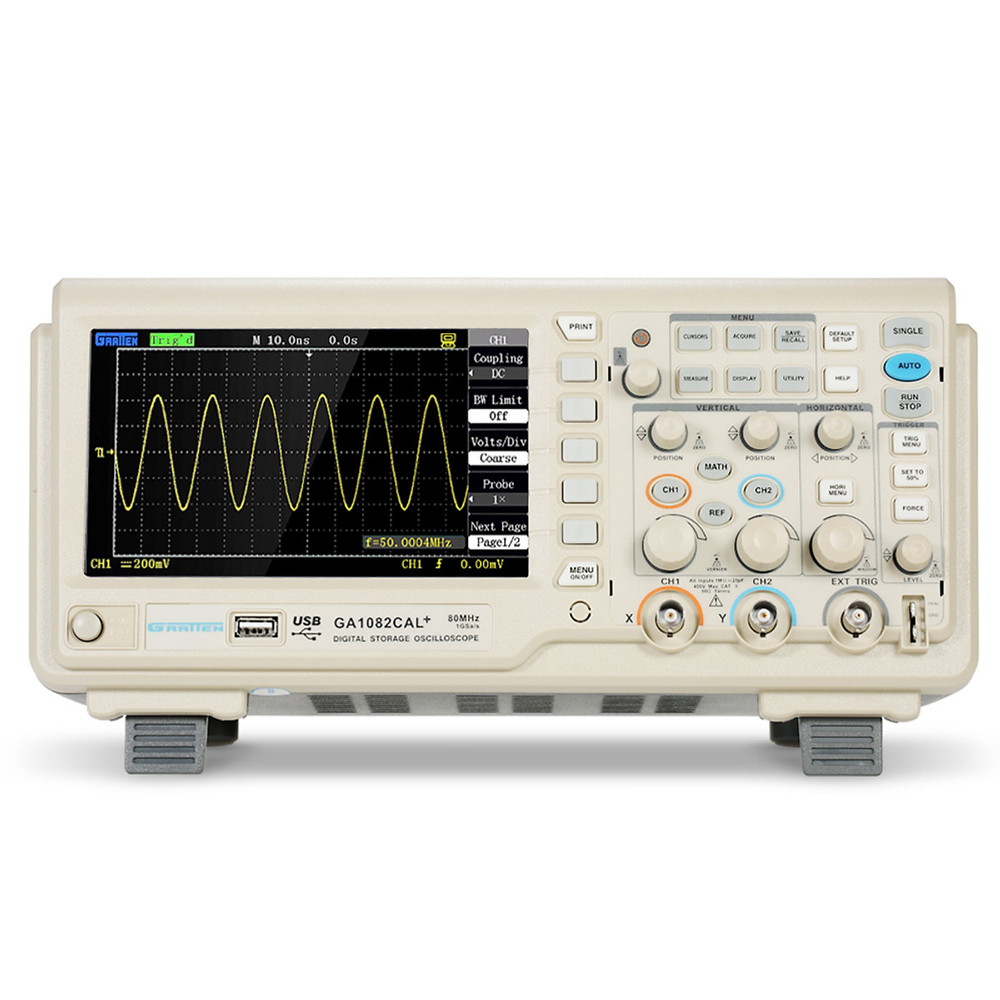 GRATTEN Trig'd M 10.0ns 0.0s
CH1
Coupling
DC
BW Limit
Off
Volts/Div
Coarse
Probe
1×
Next Page
Page1/2
f=50.0004MHz
CH1 200mV CH1 0.00mV
PRINT
MENU
ON/OFF
MENU
CURSORS
ACQUIRE
SAVE
RECALL
DEFAULT
SETUP
MEASURE
DISPLAY
UTILITY
HELP
SINGLE
AUTO
RUN
STOP
VERTICAL
HORIZONTAL
TRIGGER
ZERO
ZERO
ZERO
POSITION
POSITION
POSITION
TRIG
MENU
SET TO
50%
FORCE
MATH
CH1
CH2
REF
HORI
MENU
VERNIER
LEVEL
ZERO
CH1
CH2
EXT TRIG
All Inputs 1MΩ
400V Max CAT II
X
Y
GRATTEN
USB
GA1082CAL+
80MHz
1GSa/s
DIGITAL STORAGE OSCILLOSCOPE